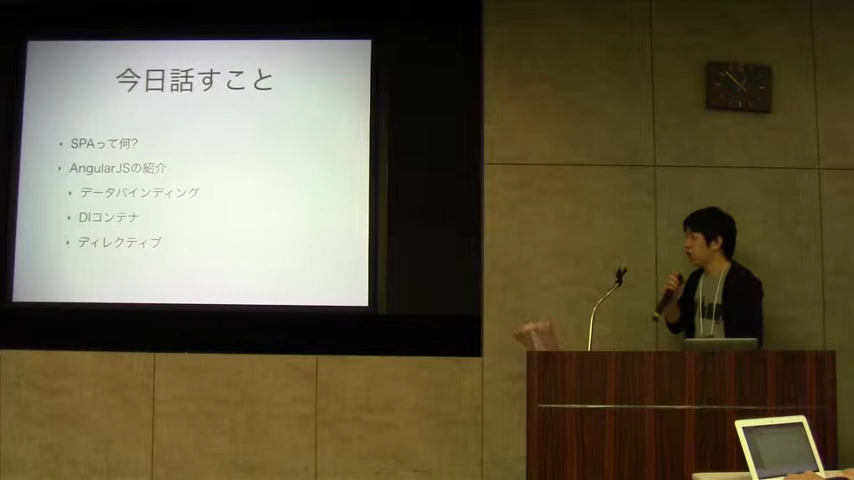 今日話すこと
SPAって何?
AngularJSの紹介
データバインディング
DIコンテナ
ディレクティブ